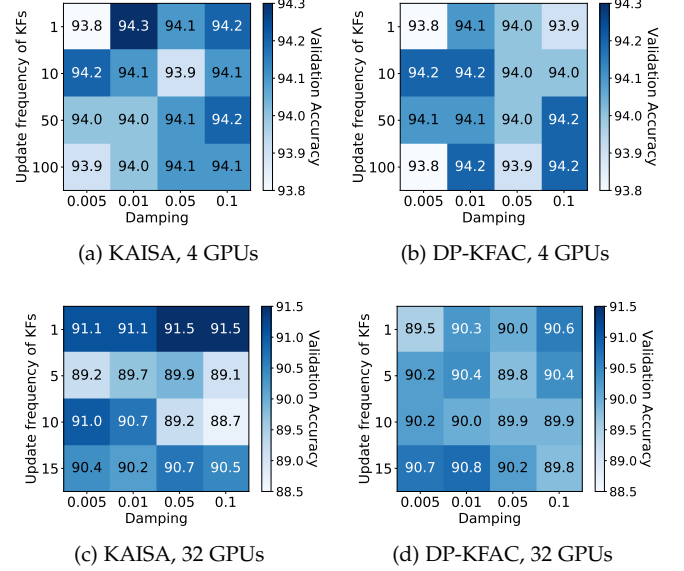 Update frequency of KFs
1 93.8 94.3 94.1 94.2
10 94.2 94.1 93.9 94.1
50 94.0 94.0 94.0 94.2
100 93.9 94.0 94.1 94.1
0.005 0.01 0.05 0.1
Damping
94.3
94.2
94.1
94.0
93.9
93.8
Validation Accuracy
(a) KAISA, 4 GPUs
Update frequency of KFs
1 93.8 94.1 94.0 93.9
10 94.2 94.2 94.0 94.0
50 94.1 94.1 94.0 94.2
100 93.8 94.2 93.9 94.2
0.005 0.01 0.05 0.1
Damping
94.3
94.2
94.1
94.0
93.9
93.8
Validation Accuracy
(b) DP-KFAC, 4 GPUs
Update frequency of KFs
1 91.1 91.1 91.5 91.5
5 89.2 89.7 89.9 89.1
10 91.0 90.7 89.2 88.7
15 90.4 90.2 90.7 90.5
0.005 0.01 0.05 0.1
Damping
91.5
91.0
90.5
90.0
89.5
89.0
88.5
Validation Accuracy
(c) KAISA, 32 GPUs
Update frequency of KFs
1 89.5 90.3 90.0 90.6
5 90.2 90.4 89.8 90.4
10 90.2 90.0 89.9 89.9
15 90.7 90.8 90.2 89.8
0.005 0.01 0.05 0.1
Damping
91.5
91.0
90.5
90.0
89.5
89.0
88.5
Validation Accuracy
(d) DP-KFAC, 32 GPUs